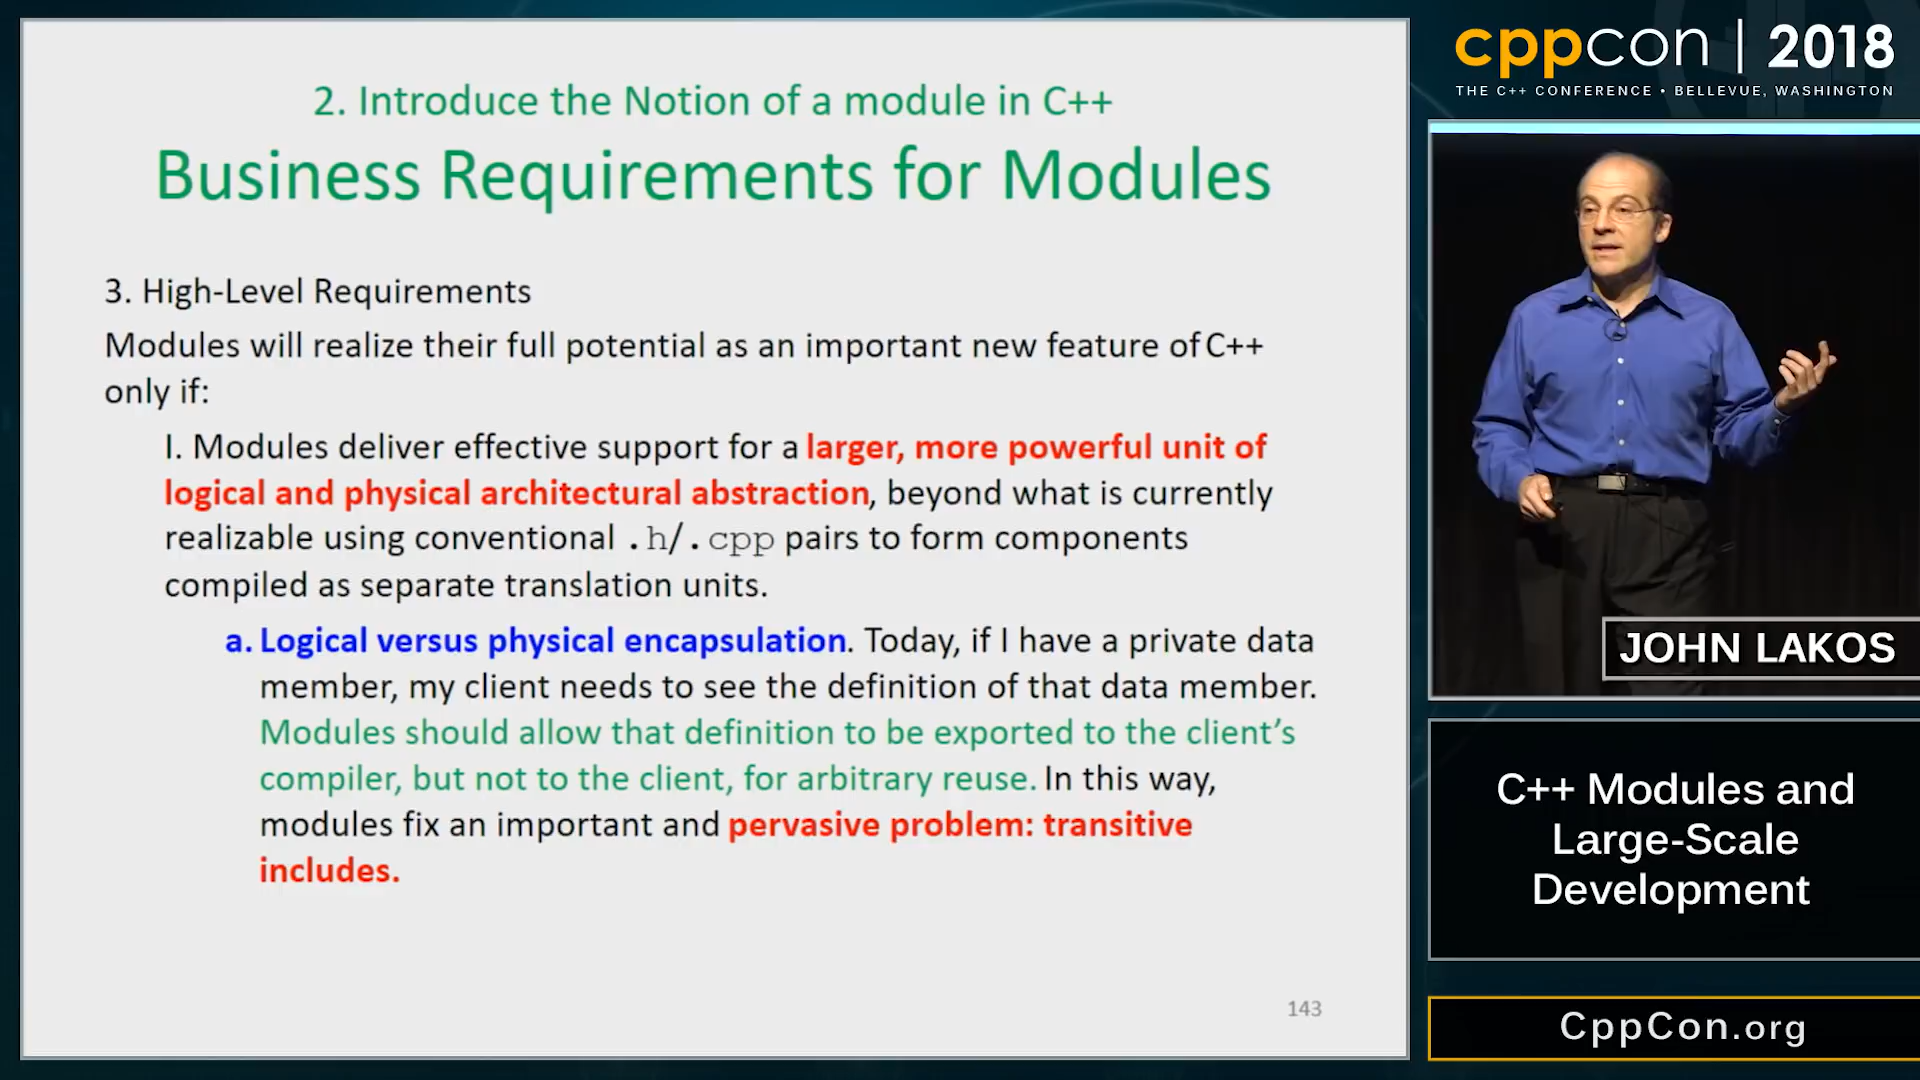 2. Introduce the Notion of a module in C++
Business Requirements for Modules
3. High-Level Requirements
Modules will realize their full potential as an important new feature of C++
only if:
I. Modules deliver effective support for a larger, more powerful unit of
logical and physical architectural abstraction, beyond what is currently
realizable using conventional .h/.cpp pairs to form components
compiled as separate translation units.
a. Logical versus physical encapsulation. Today, if I have a private data
member, my client needs to see the definition of that data member.
Modules should allow that definition to be exported to the client's
compiler, but not to the client, for arbitrary reuse. In this way,
modules fix an important and pervasive problem: transitive
includes.
143
cppcon | 2018
THE C++ CONFERENCE • BELLEVUE, WASHINGTON
JOHN LAKOS
C++ Modules and
Large-Scale
Development
CppCon.org